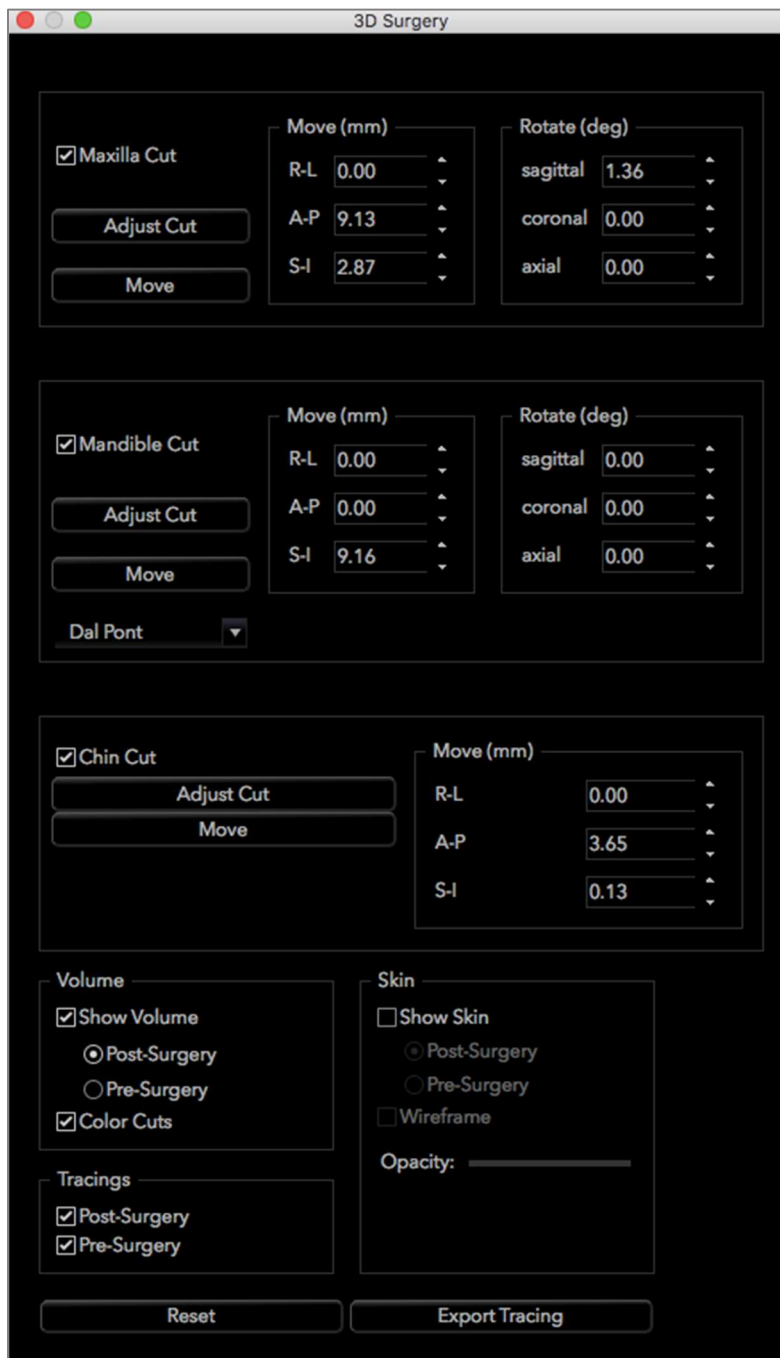 3D Surgery
Maxilla Cut
Adjust Cut
Move
Move (mm)
R-L 0.00
A-P 9.13
S-I 2.87
Rotate (deg)
sagittal 1.36
coronal 0.00
axial 0.00
Mandible Cut
Adjust Cut
Move
Dal Pont
Move (mm)
R-L 0.00
A-P 0.00
S-I 9.16
Rotate (deg)
sagittal 0.00
coronal 0.00
axial 0.00
Chin Cut
Adjust Cut
Move
Move (mm)
R-L 0.00
A-P 3.65
S-I 0.13
Volume
Show Volume
Post-Surgery
Pre-Surgery
Color Cuts
Tracings
Post-Surgery
Pre-Surgery
Skin
Show Skin
Post-Surgery
Pre-Surgery
Wireframe
Opacity:
Reset
Export Tracing